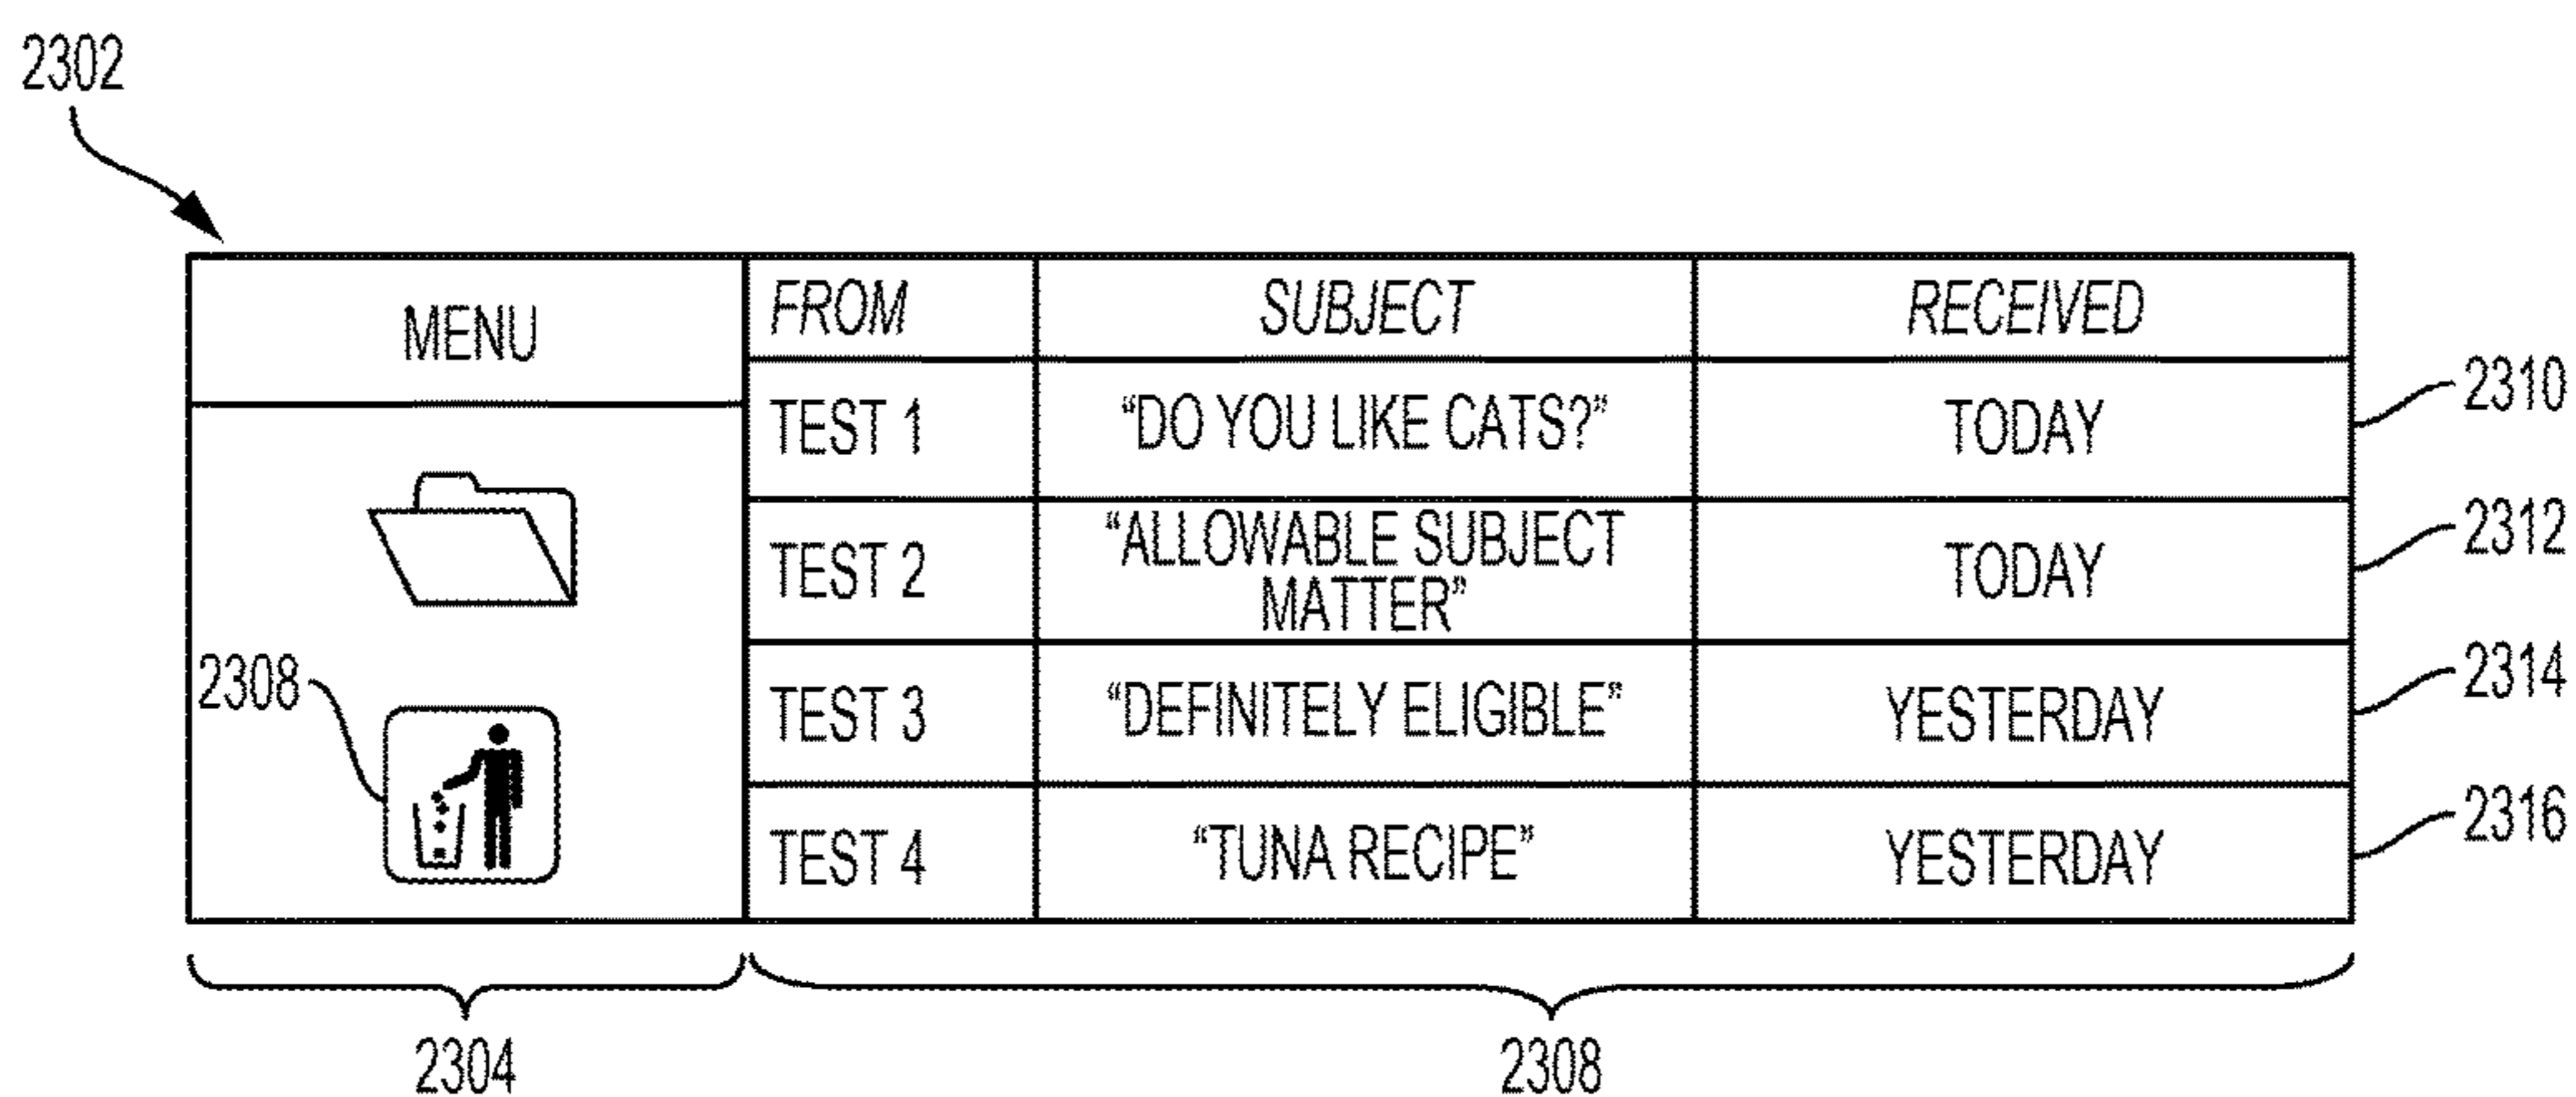 2302
MENU
FROM
SUBJECT
RECEIVED
TEST 1
“DO YOU LIKE CATS?”
TODAY
2310
TEST 2
“ALLOWABLE SUBJECT
MATTER”
TODAY
2312
TEST 3
“DEFINITELY ELIGIBLE”
YESTERDAY
2314
2308
TEST 4
“TUNA RECIPE”
YESTERDAY
2316
2304
2308